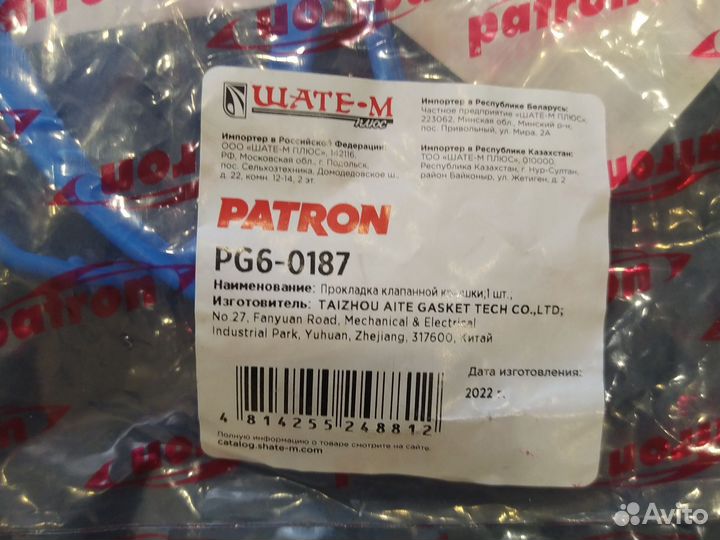 patron
patron
ШАТЕ-М
ПЛЮС
Импортер в Российской Федерации:
ООО «ШАТЕ-М ПЛЮС», 142116,
РФ, Московская обл., г. Подольск,
пос. Сельхозтехника, Домодедовское ш.,
д. 22, комн. 12-14, 2 эт.
Импортер в Республике Беларусь:
Частное предприятие «ШАТЕ-М ПЛЮС»,
223062, Минская обл., Минский р-н,
пос. Привольный, ул. Мира, 2А
Импортер в Республике Казахстан:
ТОО «ШАТЕ-М ПЛЮС», 010000,
Республика Казахстан, г. Нур-Султан,
район Байконыр, ул. Жетиген, д. 2
PATRON
PG6-0187
Наименование: Прокладка клапанной крышки;1 шт.;
Изготовитель: TAIZHOU AITE GASKET TECH CO.,LTD;
No.27, Fanyuan Road, Mechanical & Electrical
Industrial Park, Yuhuan, Zhejiang, 317600, Китай
Дата изготовления:
2022 г.
4 814255 248812
Полную информацию о товаре смотрите на сайте:
catalog.shate-m.com
patron
patron
patron
Avito